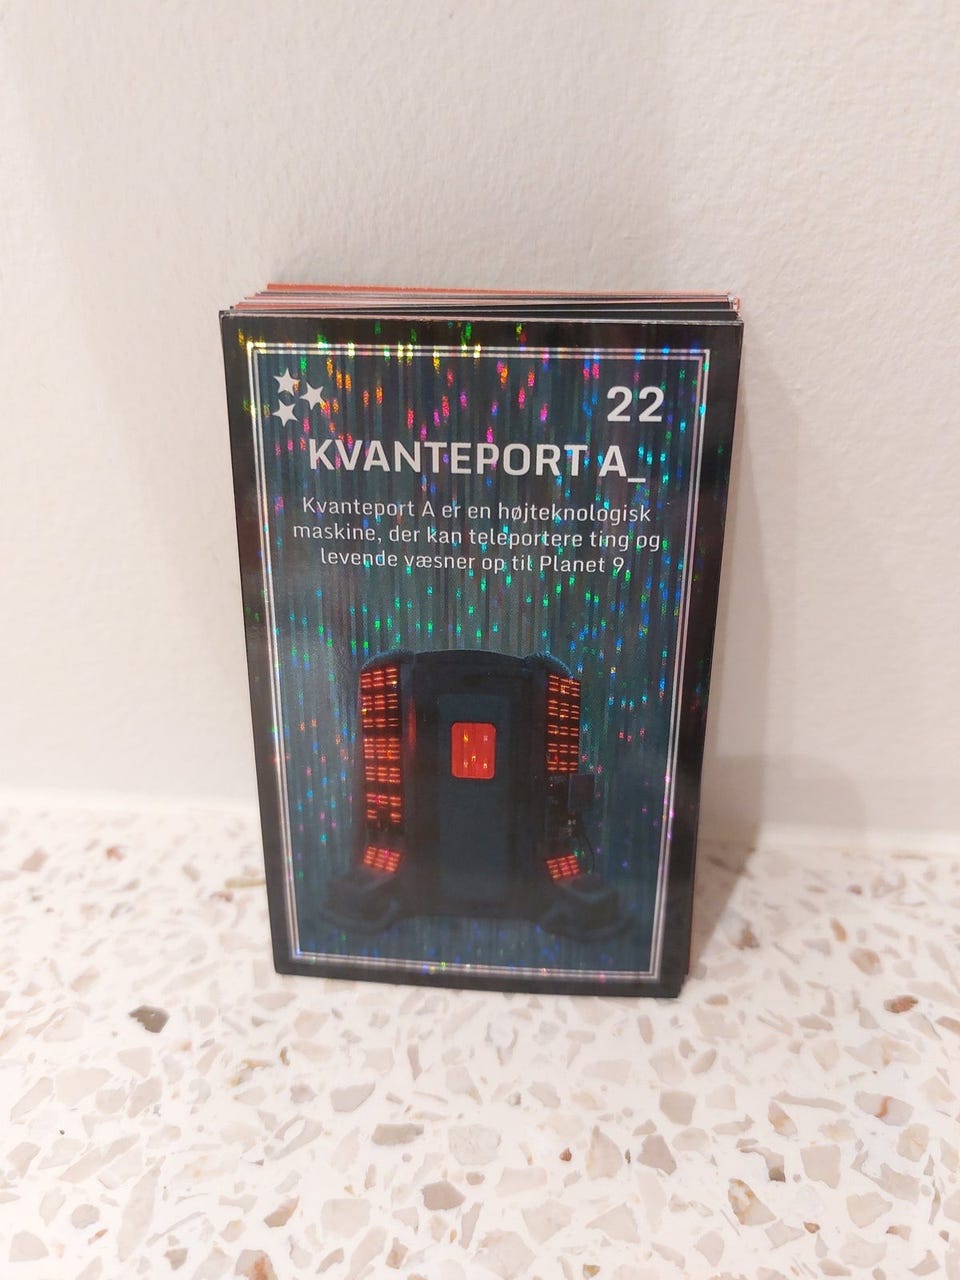 22
KVANTEPORT A_
Kvanteport A er en højteknologisk
maskine, der kan teleportere ting og
levende væsner op til Planet 9.